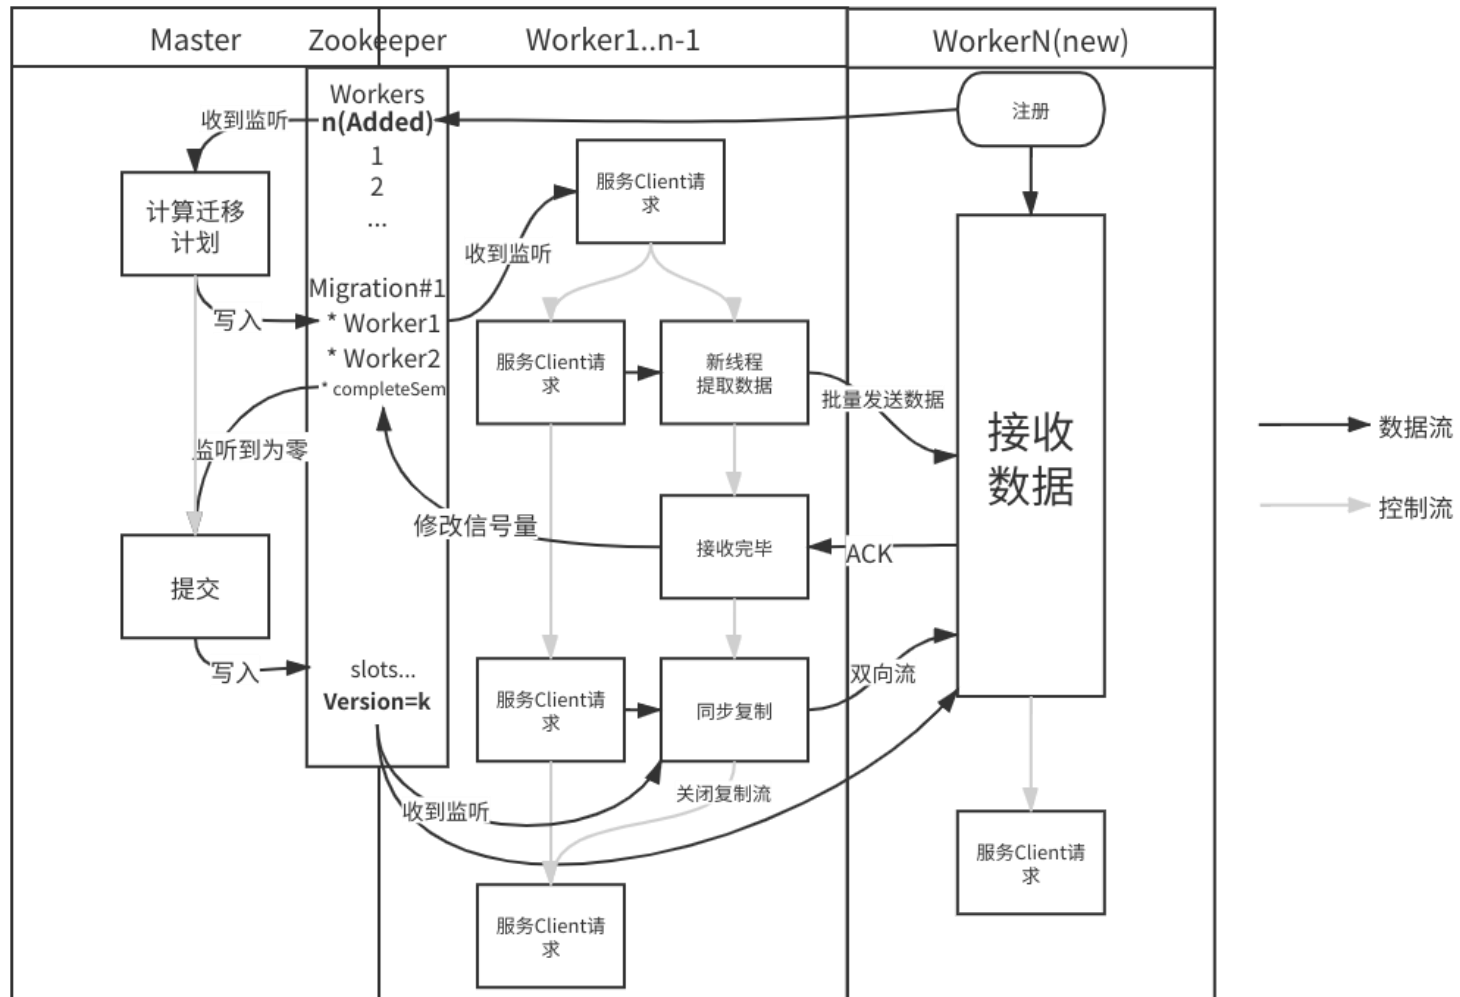 Master
Zookeeper
Worker1..n-1
WorkerN(new)
Workers
n(Added)
1
2
...
收到监听
注册
计算迁移
计划
服务Client请
求
收到监听
Migration#1
* Worker1
* Worker2
* completeSem
写入
服务Client请
求
新线程
提取数据
批量发送数据
接收
数据
数据流
控制流
监听到为零
修改信号量
接收完毕
ACK
提交
写入
slots...
Version=k
服务Client请
求
同步复制
双向流
收到监听
关闭复制流
服务Client请
求
服务Client请
求